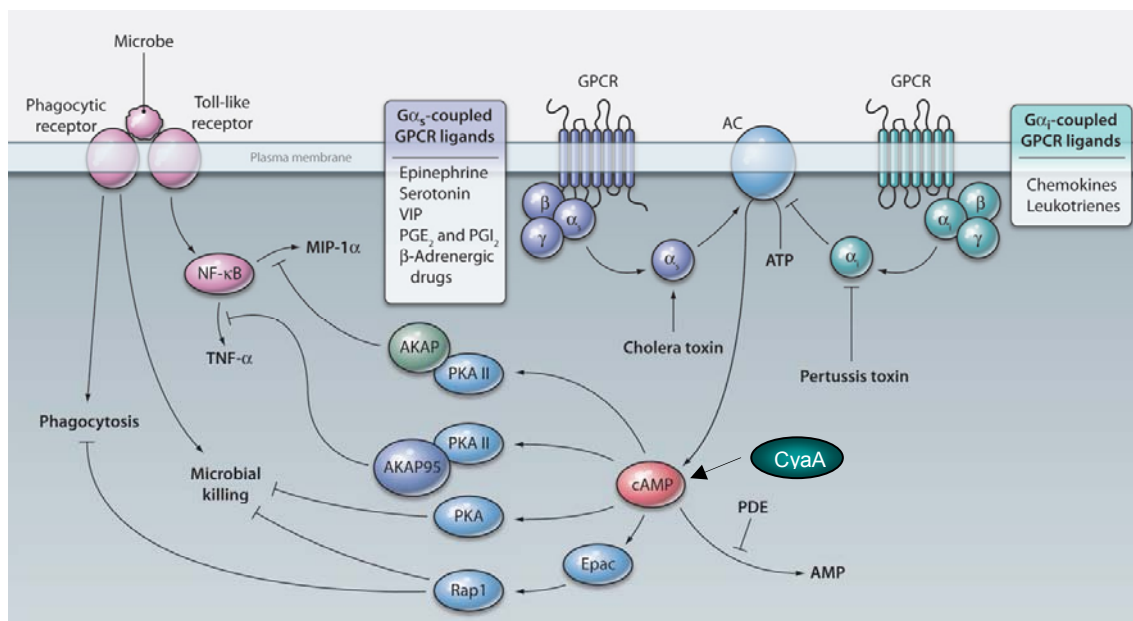 Microbe
Phagocytic
receptor
Toll-like
receptor
Plasma membrane
Gαs-coupled
GPCR ligands
Epinephrine
Serotonin
VIP
PGE2 and PGI2
β-Adrenergic
drugs
GPCR
AC
GPCR
Gαi-coupled
GPCR ligands
Chemokines
Leukotrienes
β
γ
αs
αs
ATP
αi
αi
β
γ
NF-κB
MIP-1α
TNF-α
Cholera toxin
Pertussis toxin
AKAP
PKA II
Phagocytosis
AKAP95
PKA II
Microbial
killing
cAMP
CyaA
PKA
PDE
Epac
AMP
Rap1